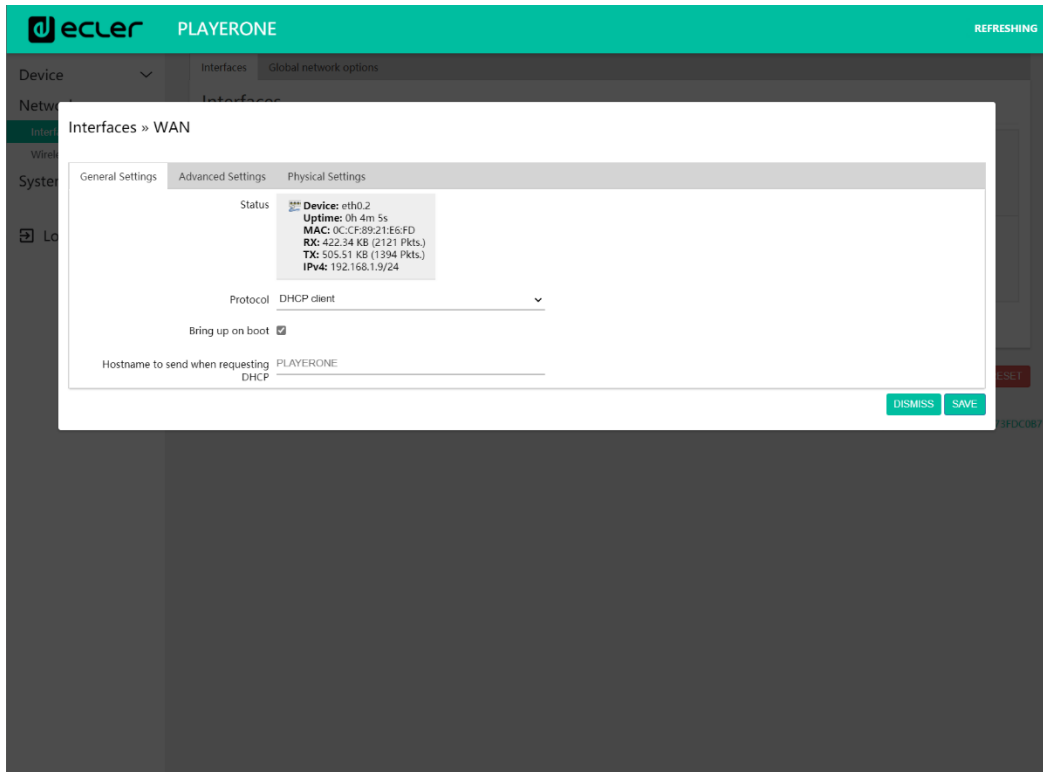 ecler PLAYERONE REFRESHING
Device
Interfaces Global network options
Interfaces
Interfaces » WAN
General Settings Advanced Settings Physical Settings
Status
Device: eth0.2
Uptime: 0h 4m 5s
MAC: 0C:CF:89:21:E6:FD
RX: 422.34 KB (2121 Pkts.)
TX: 505.51 KB (1394 Pkts.)
IPv4: 192.168.1.9/24
Protocol DHCP client
Bring up on boot
Hostname to send when requesting PLAYERONE
DHCP
DISMISS SAVE